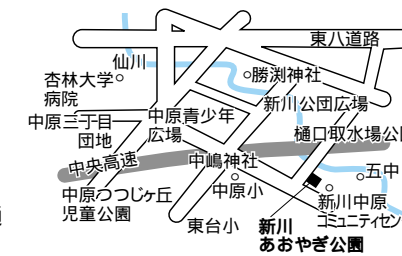 東八道路
仙川
勝渕神社
杏林大学
病院
新川公団広場
中原青少年
広場
中原三丁目
団地
樋口取水場公
中央高速
中嶋神社
五中
中原小
中原つつじヶ丘
児童公園
新川中原
コミュニティセン
東台小
新川
あおやぎ公園